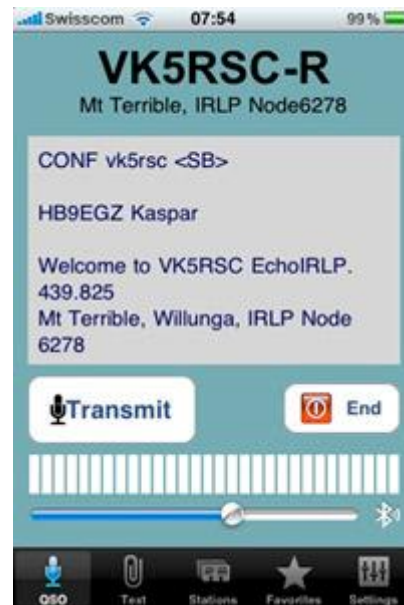 Swisscom 07:54 99%
VK5RSC-R
Mt Terrible, IRLP Node6278
CONF vk5rsc <SB>
HB9EGZ Kaspar
Welcome to VK5RSC EchoIRLP.
439.825
Mt Terrible, Willunga, IRLP Node
6278
Transmit End
QSO Text Stations Favorites Settings